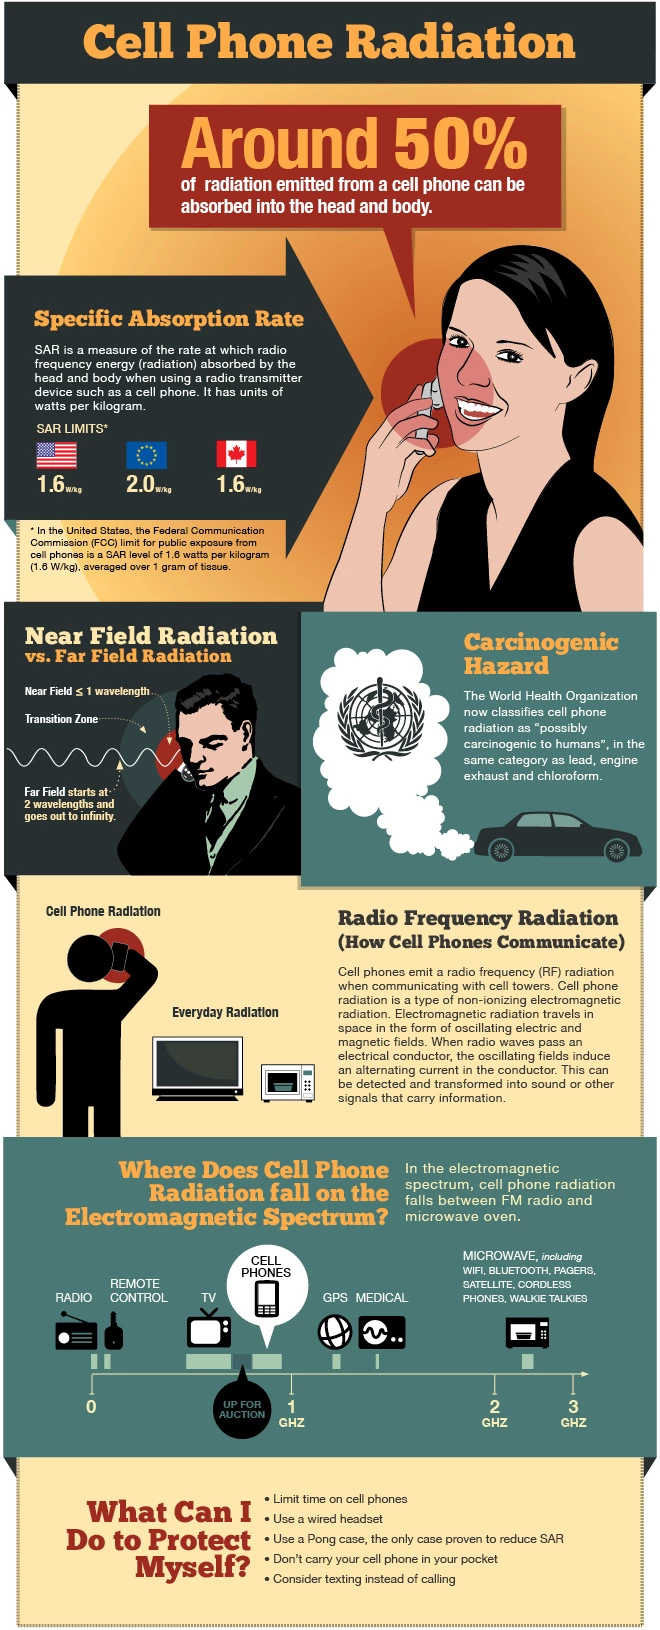 Cell Phone Radiation
Around 50%
of radiation emitted from a cell phone can be
absorbed into the head and body.
Specific Absorption Rate
SAR is a measure of the rate at which radio
frequency energy (radiation) absorbed by the
head and body when using a radio transmitter
device such as a cell phone. It has units of
watts per kilogram.
SAR LIMITS*
1.6 W/kg 2.0 W/kg 1.6 W/kg
* In the United States, the Federal Communication
Commission (FCC) limit for public exposure from
cell phones is a SAR level of 1.6 watts per kilogram
(1.6 W/kg), averaged over 1 gram of tissue.
Near Field Radiation
vs. Far Field Radiation
Near Field ≤ 1 wavelength
Transition Zone
Far Field starts at
2 wavelengths and
goes out to infinity.
Carcinogenic
Hazard
The World Health Organization
now classifies cell phone
radiation as “possibly
carcinogenic to humans”, in the
same category as lead, engine
exhaust and chloroform.
Cell Phone Radiation
Everyday Radiation
Radio Frequency Radiation
(How Cell Phones Communicate)
Cell phones emit a radio frequency (RF) radiation
when communicating with cell towers. Cell phone
radiation is a type of non-ionizing electromagnetic
radiation. Electromagnetic radiation travels in
space in the form of oscillating electric and
magnetic fields. When radio waves pass an
electrical conductor, the oscillating fields induce
an alternating current in the conductor. This can
be detected and transformed into sound or other
signals that carry information.
Where Does Cell Phone
Radiation fall on the
Electromagnetic Spectrum?
In the electromagnetic
spectrum, cell phone radiation
falls between FM radio and
microwave oven.
RADIO
REMOTE
CONTROL
TV
CELL
PHONES
GPS
MEDICAL
MICROWAVE, including
WIFI, BLUETOOTH, PAGERS,
SATELLITE, CORDLESS
PHONES, WALKIE TALKIES
UP FOR
AUCTION
0
1
GHZ
2
GHZ
3
GHZ
What Can I
Do to Protect
Myself?
• Limit time on cell phones
• Use a wired headset
• Use a Pong case, the only case proven to reduce SAR
• Don’t carry your cell phone in your pocket
• Consider texting instead of calling